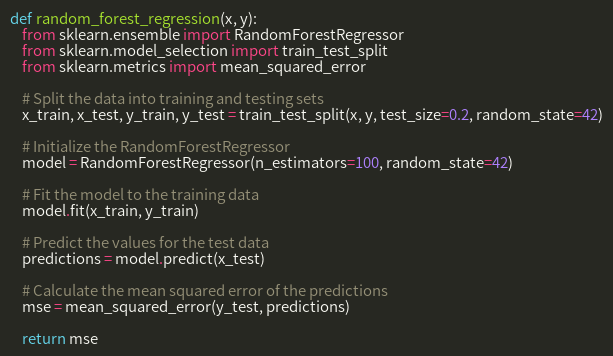 def random_forest_regression(x, y):
    from sklearn.ensemble import RandomForestRegressor
    from sklearn.model_selection import train_test_split
    from sklearn.metrics import mean_squared_error

    # Split the data into training and testing sets
    x_train, x_test, y_train, y_test = train_test_split(x, y, test_size=0.2, random_state=42)

    # Initialize the RandomForestRegressor
    model = RandomForestRegressor(n_estimators=100, random_state=42)

    # Fit the model to the training data
    model.fit(x_train, y_train)

    # Predict the values for the test data
    predictions = model.predict(x_test)

    # Calculate the mean squared error of the predictions
    mse = mean_squared_error(y_test, predictions)

    return mse